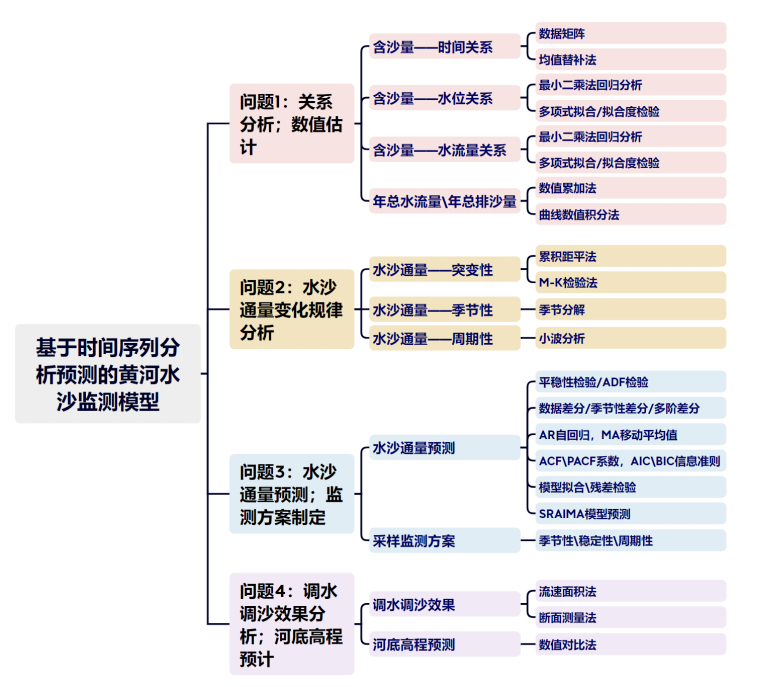 基于时间序列分
析预测的黄河水
沙监测模型
问题1：关系
分析；数值估
计
含沙量——时间关系
数据矩阵
均值替补法
含沙量——水位关系
最小二乘法回归分析
多项式拟合/拟合度检验
含沙量——水流量关系
最小二乘法回归分析
多项式拟合/拟合度检验
年总水流量\年总排沙量
数值累加法
曲线数值积分法
问题2：水沙
通量变化规律
分析
水沙通量——突变性
累积距平法
M-K检验法
水沙通量——季节性
季节分解
水沙通量——周期性
小波分析
问题3：水沙
通量预测；监
测方案制定
水沙通量预测
平稳性检验/ADF检验
数据差分/季节性差分/多阶差分
AR自回归，MA移动平均值
ACF\PACF系数，AIC\BIC信息准则
模型拟合\残差检验
SRAIMA模型预测
采样监测方案
季节性\稳定性\周期性
问题4：调水
调沙效果分
析；河底高程
预计
调水调沙效果
流速面积法
断面测量法
河底高程预测
数值对比法